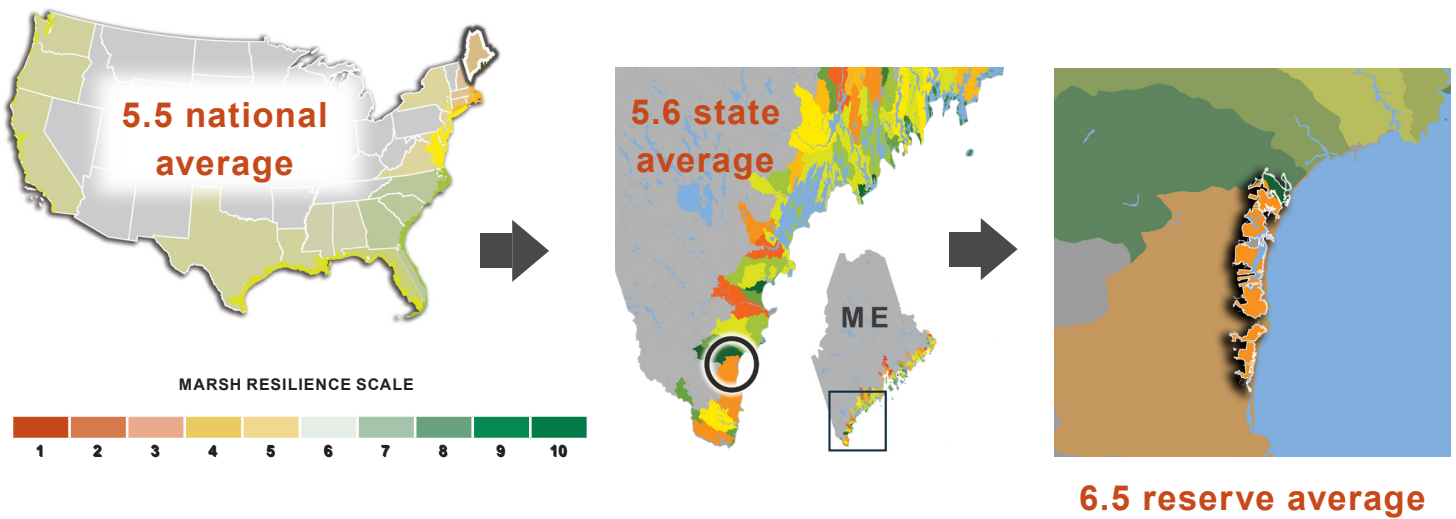 5.5 national
average
5.6 state
average
ME
MARSH RESILIENCE SCALE
1 2 3 4 5 6 7 8 9 10
6.5 reserve average